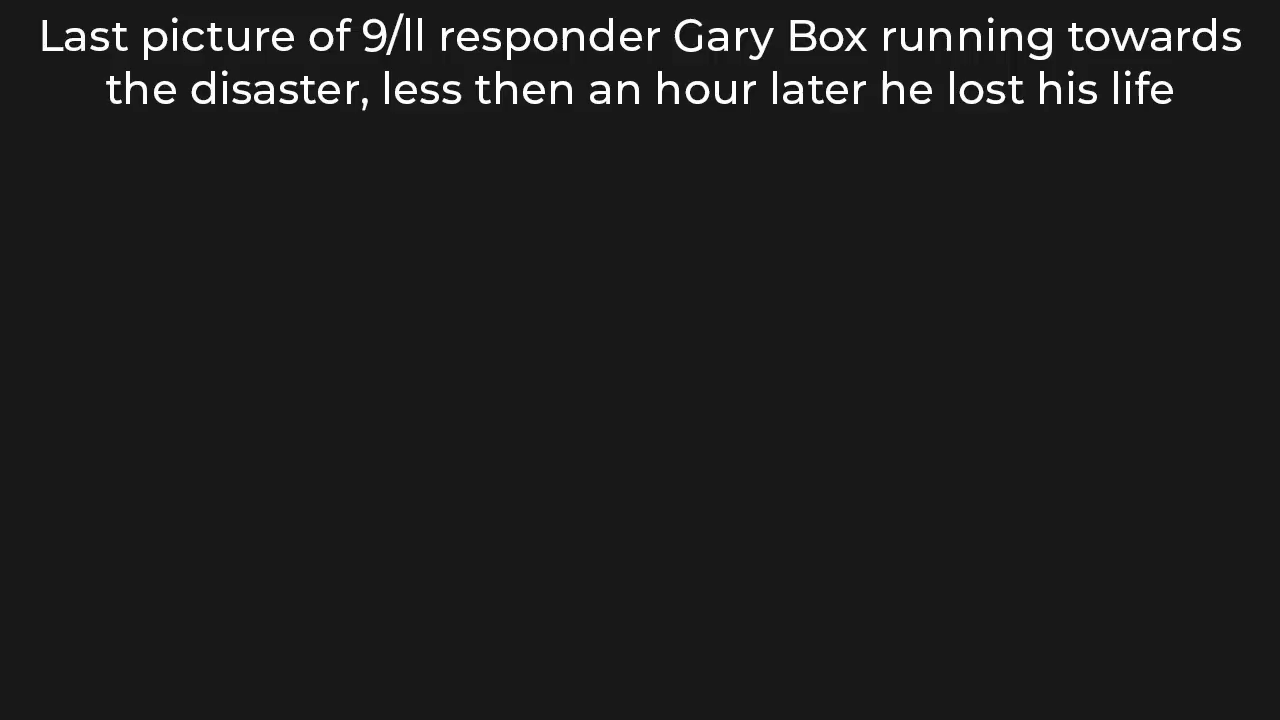 Last picture of 9/ll responder Gary Box running towards
the disaster, less then an hour later he lost his life